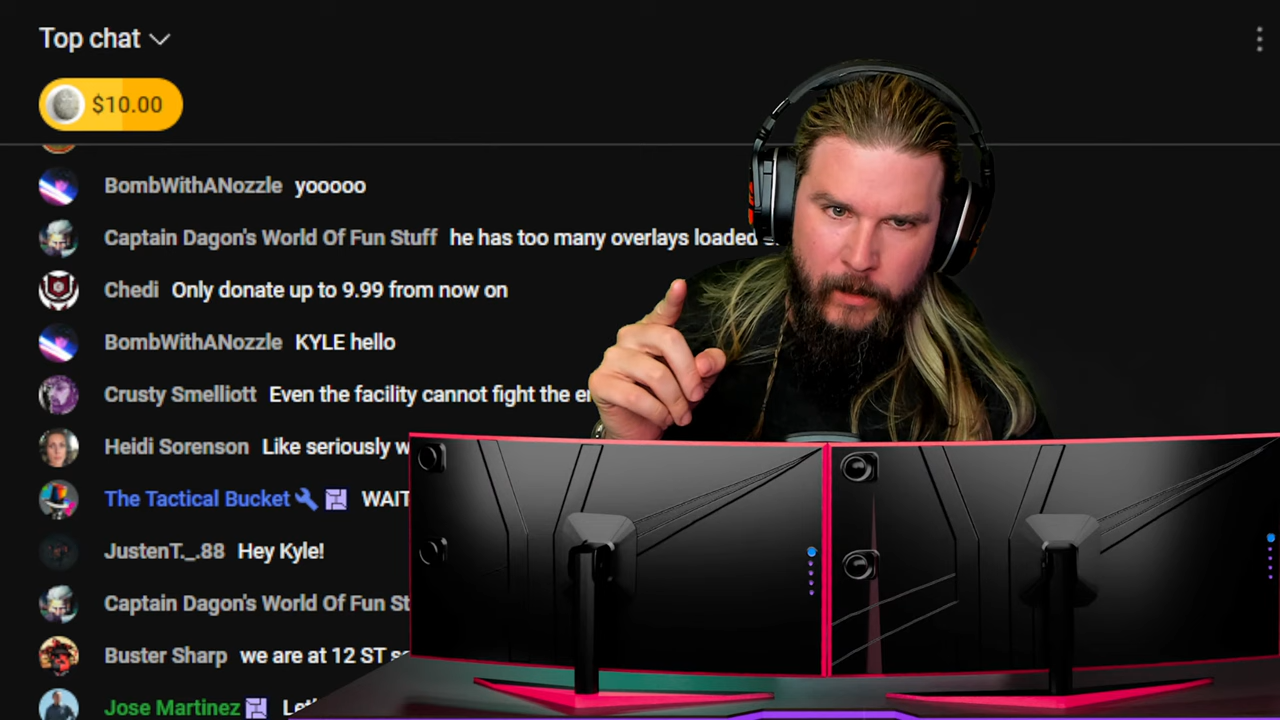 Top chat
$10.00
BombWithANozzle yooooo
Captain Dagon's World Of Fun Stuff he has too many overlays loaded
Chedi Only donate up to 9.99 from now on
BombWithANozzle KYLE hello
Crusty Smelliott Even the facility cannot fight the
Heidi Sorenson Like seriously
The Tactical Bucket WAIT
JustenT._.88 Hey Kyle!
Captain Dagon's World Of Fun
Buster Sharp we are at 12 ST
Jose Martinez